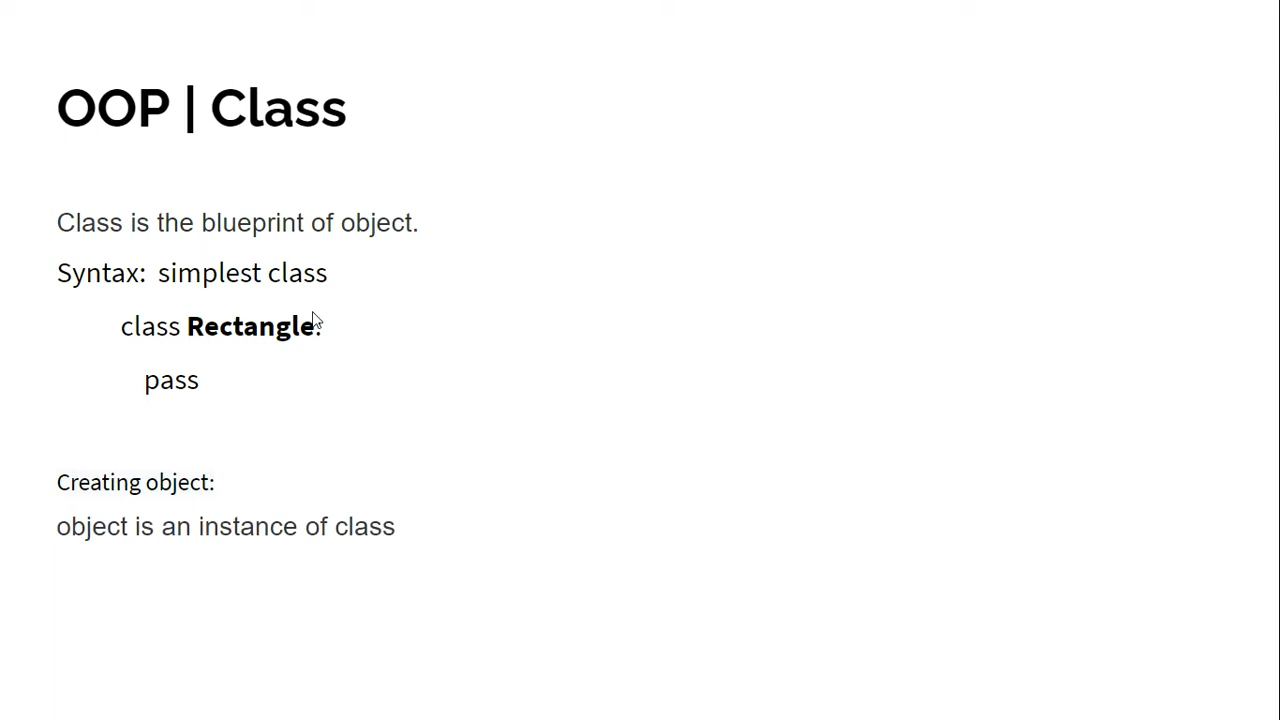 OOP | Class
Class is the blueprint of object.
Syntax: simplest class
class Rectangle:
pass
Creating object:
object is an instance of class